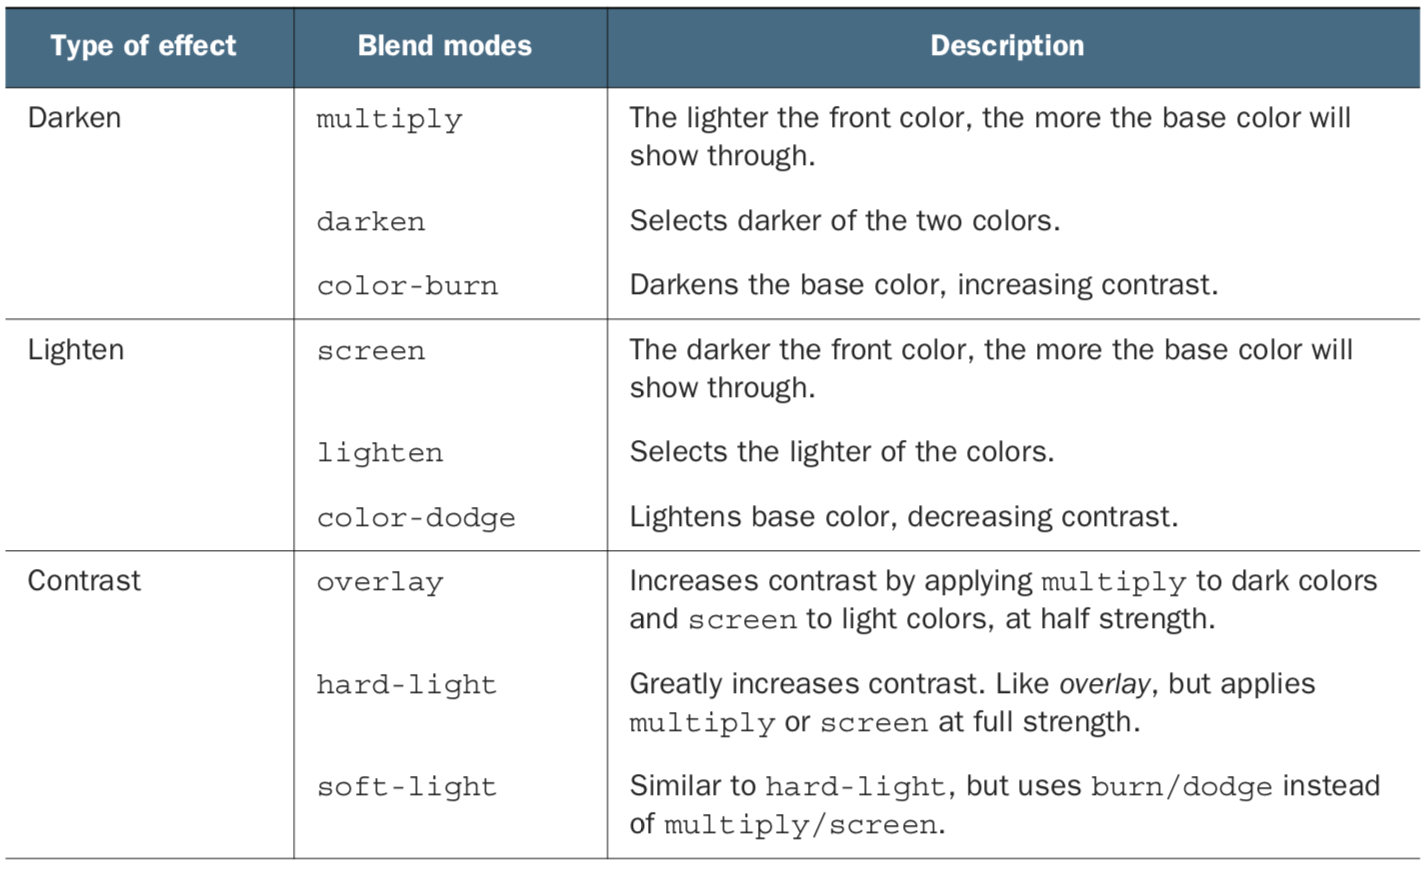 Type of effect Blend modes Description
Darken multiply The lighter the front color, the more the base color will
show through.
darken Selects darker of the two colors.
color-burn Darkens the base color, increasing contrast.
Lighten screen The darker the front color, the more the base color will
show through.
lighten Selects the lighter of the colors.
color-dodge Lightens base color, decreasing contrast.
Contrast overlay Increases contrast by applying multiply to dark colors
and screen to light colors, at half strength.
hard-light Greatly increases contrast. Like overlay, but applies
multiply or screen at full strength.
soft-light Similar to hard-light, but uses burn/dodge instead
of multiply/screen.